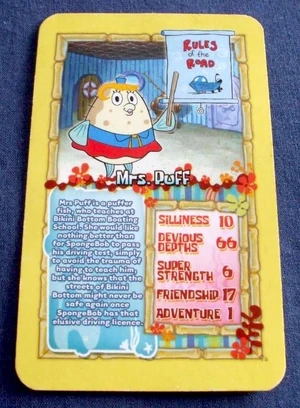 RULES
OF THE
ROAD
Mrs. Puff
Mrs. Puff is a puffer
fish, who teaches at
Bikini Bottom Boating
School. She would like
nothing better than
for SpongeBob to pass
his driving test, simply
to avoid the trauma of
having to teach him,
but she knows that the
streets of Bikini
Bottom might never be
safe again once
SpongeBob has that
elusive driving licence.
SILLINESS 10
DEVIOUS
DEPTHS 66
SUPER
STRENGTH 6
FRIENDSHIP 17
ADVENTURE 1